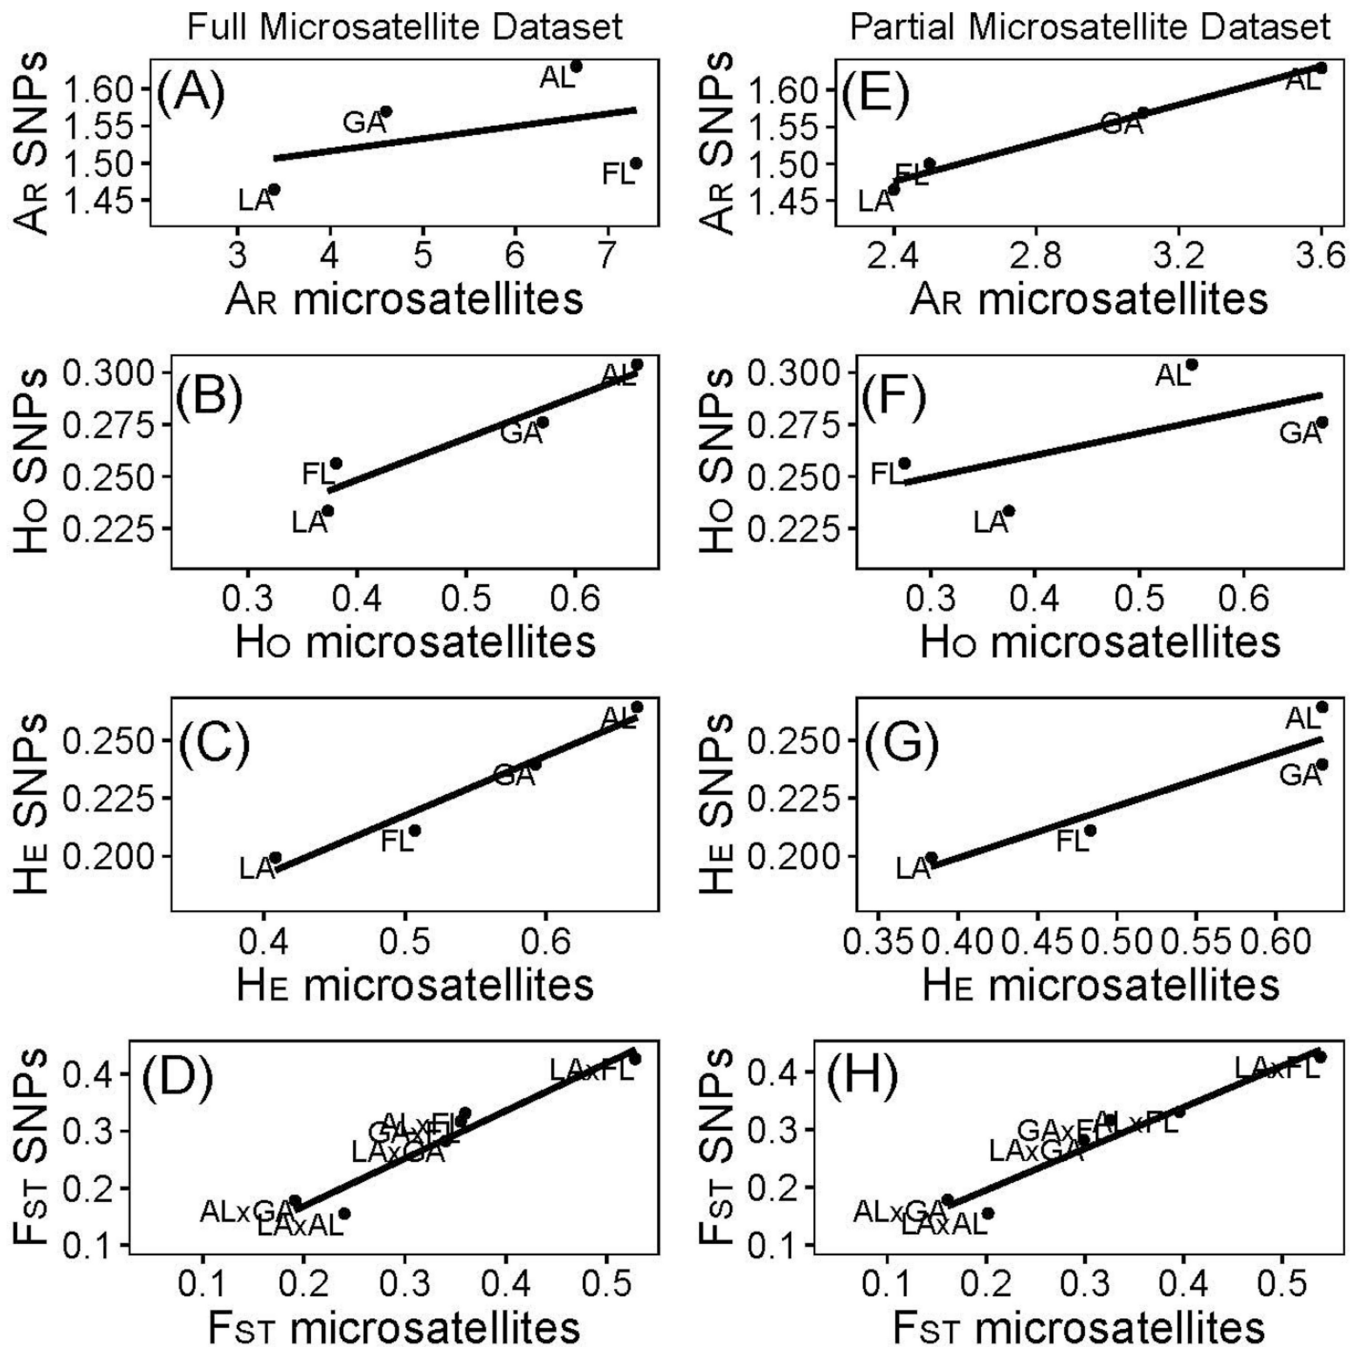 Full Microsatellite Dataset
Partial Microsatellite Dataset
(A)
AR SNPs
1.60
1.55
1.50
1.45
AL
GA
FL
LA
3 4 5 6 7
AR microsatellites
(E)
AR SNPs
1.60
1.55
1.50
1.45
AL
GA
FL
LA
2.4 2.8 3.2 3.6
AR microsatellites
(B)
HO SNPs
0.300
0.275
0.250
0.225
AL
GA
FL
LA
0.3 0.4 0.5 0.6
HO microsatellites
(F)
HO SNPs
0.300
0.275
0.250
0.225
AL
GA
FL
LA
0.3 0.4 0.5 0.6
HO microsatellites
(C)
HE SNPs
0.250
0.225
0.200
AL
GA
FL
LA
0.4 0.5 0.6
HE microsatellites
(G)
HE SNPs
0.250
0.225
0.200
AL
GA
FL
LA
0.35 0.40 0.45 0.50 0.55 0.60
HE microsatellites
(D)
FST SNPs
0.4
0.3
0.2
0.1
LAxFL
ALxFL
GAxFL
LAxGA
ALxGA
LAxAL
0.1 0.2 0.3 0.4 0.5
FST microsatellites
(H)
FST SNPs
0.4
0.3
0.2
0.1
LAxFL
ALxFL
GAxFL
LAxGA
ALxGA
LAxAL
0.1 0.2 0.3 0.4 0.5
FST microsatellites